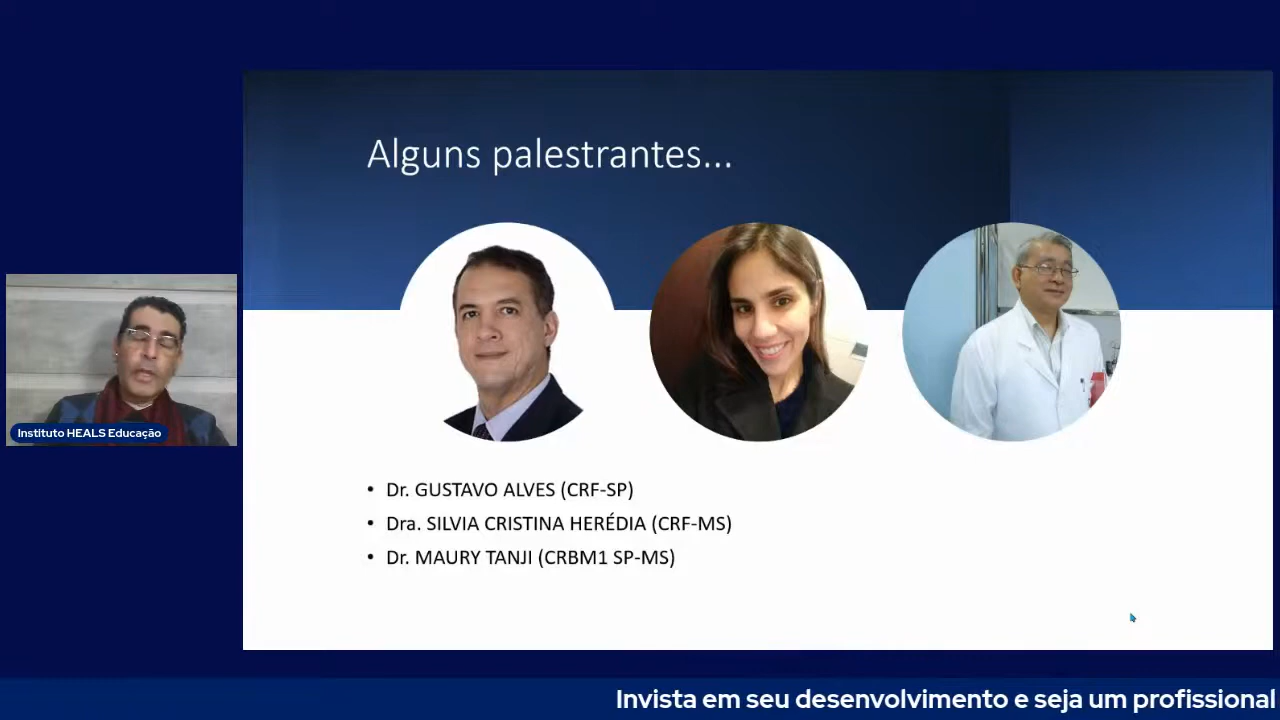 Alguns palestrantes...
Instituto HEALS Educação
• Dr. GUSTAVO ALVES (CRF-SP)
• Dra. SILVIA CRISTINA HERÉDIA (CRF-MS)
• Dr. MAURY TANJI (CRBM1 SP-MS)
Invista em seu desenvolvimento e seja um profissional